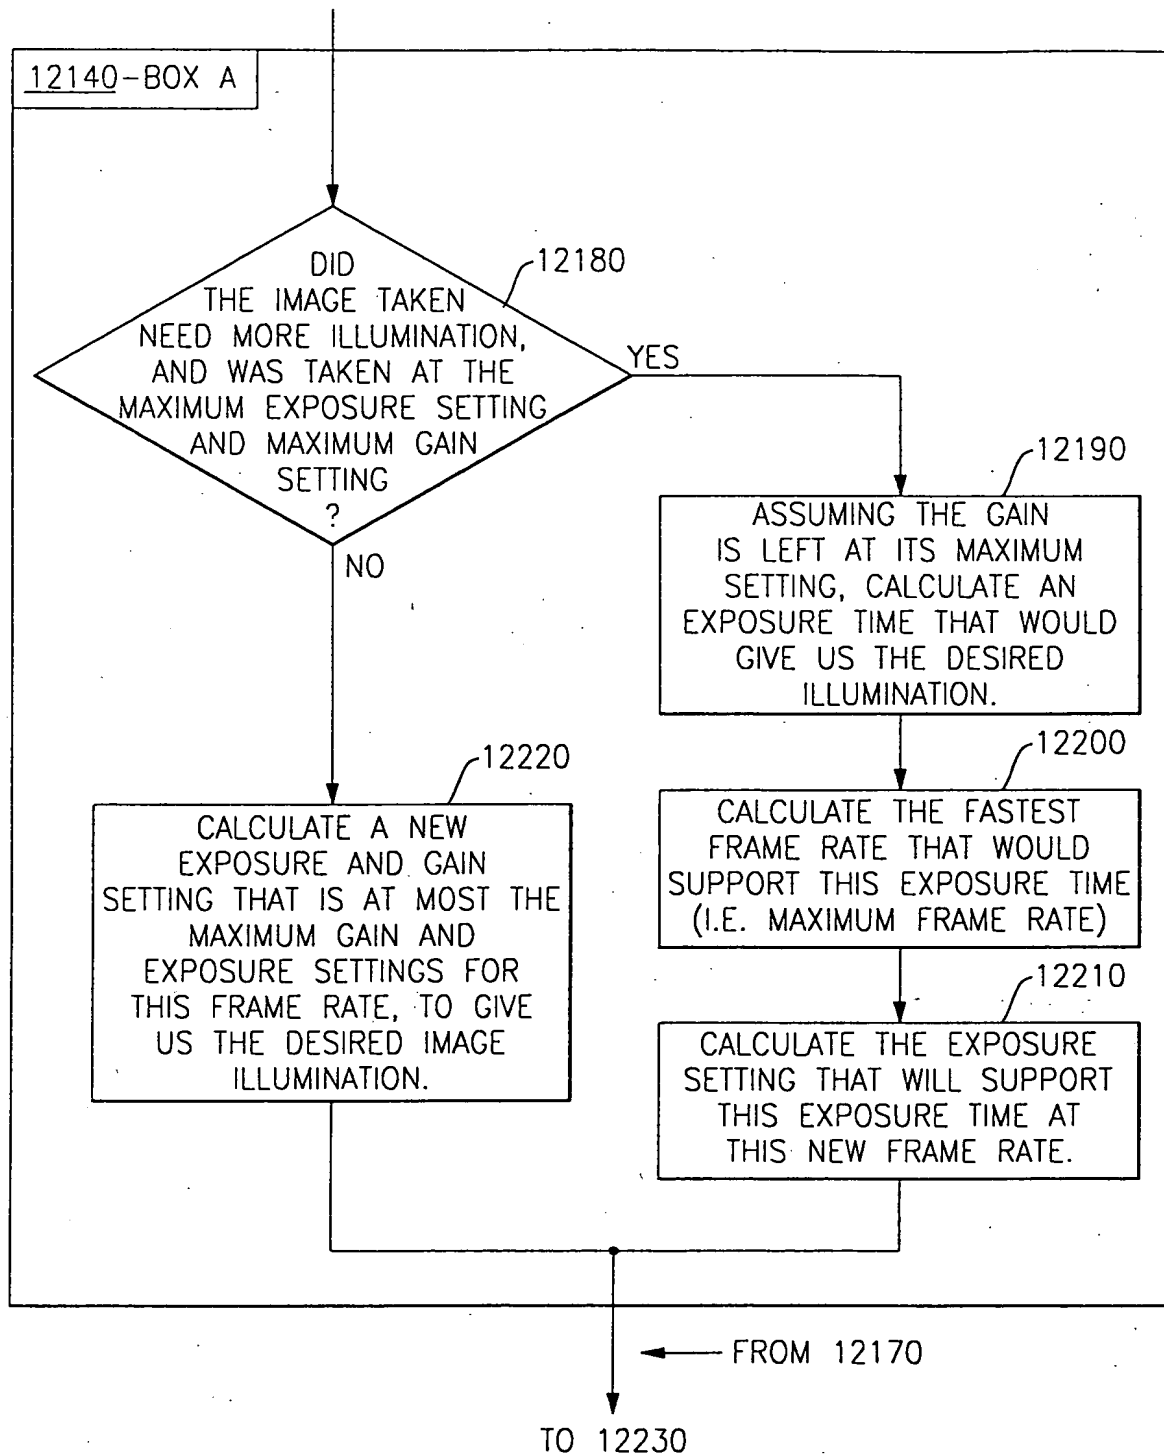 12140-BOX A
12180
DID
THE IMAGE TAKEN
NEED MORE ILLUMINATION,
AND WAS TAKEN AT THE
MAXIMUM EXPOSURE SETTING
AND MAXIMUM GAIN
SETTING
?
YES
NO
12190
ASSUMING THE GAIN
IS LEFT AT ITS MAXIMUM
SETTING, CALCULATE AN
EXPOSURE TIME THAT WOULD
GIVE US THE DESIRED
ILLUMINATION.
12200
CALCULATE THE FASTEST
FRAME RATE THAT WOULD
SUPPORT THIS EXPOSURE TIME
(I.E. MAXIMUM FRAME RATE)
12210
CALCULATE THE EXPOSURE
SETTING THAT WILL SUPPORT
THIS EXPOSURE TIME AT
THIS NEW FRAME RATE.
12220
CALCULATE A NEW
EXPOSURE AND GAIN
SETTING THAT IS AT MOST THE
MAXIMUM GAIN AND
EXPOSURE SETTINGS FOR
THIS FRAME RATE, TO GIVE
US THE DESIRED IMAGE
ILLUMINATION.
FROM 12170
TO 12230